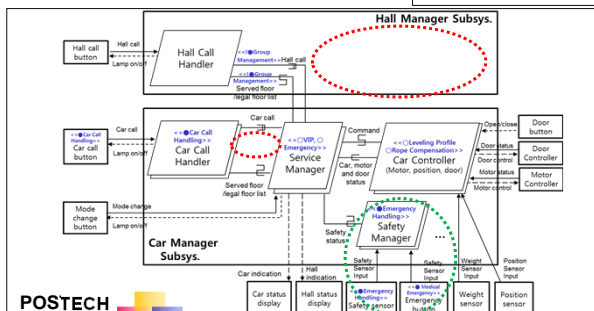 Hall Manager Subsys.
Hall call
button
Hall call
Lamp on/off
Hall Call
Handler
<<!●Group
Management>>
Hall call
<<!●Group
Management>>
Served floor
/legal floor list
Car call
<<●Car Call
Handling>>
Car call
button
Car call
Lamp on/off
<<●Car Call
Handling>>
Car Call
Handler
<<○VIP, ○
Emergency>>
Service
Manager
Command
Car, motor
and door
status
<<○Leveling Profile
○Rope Compensation>>
Car Controller
(Motor, position, door)
Open/close
Door
button
Door status
Door control
Door
Controller
Motor status
Motor control
Motor
Controller
Served floor
/legal floor list
Mode
change
button
Mode change
Lamp on/off
Safety
status
<<●Emergency
Handling>>
Safety
Manager
...
Car Manager
Subsys.
Car indication
Hall
indication
Safety
Sensor
Input
Safety
Sensor
Input
Weight
Sensor
Input
Position
Sensor
Input
Car status
display
Hall status
display
<<●Emergency
Handling>>
Safety sensor
<<● Medical
Emergency>>
Emergency
button
Weight
sensor
Position
sensor
POSTECH